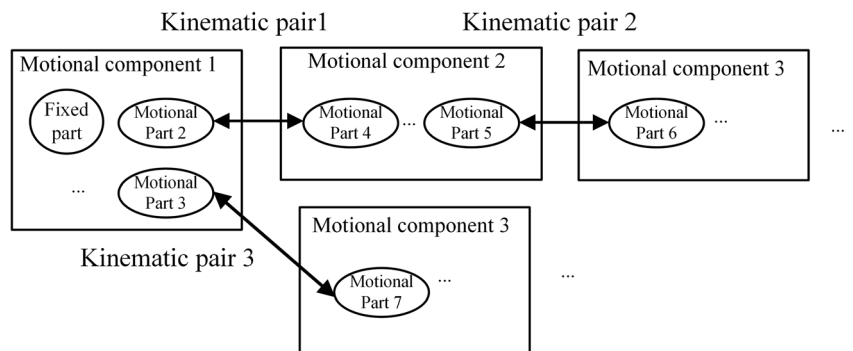 Kinematic pair1
Kinematic pair 2
Motional component 1
Motional component 2
Motional component 3
Fixed
part
Motional
Part 2
Motional
Part 4
...
Motional
Part 5
Motional
Part 6
...
...
...
Motional
Part 3
Kinematic pair 3
Motional component 3
Motional
Part 7
...
...